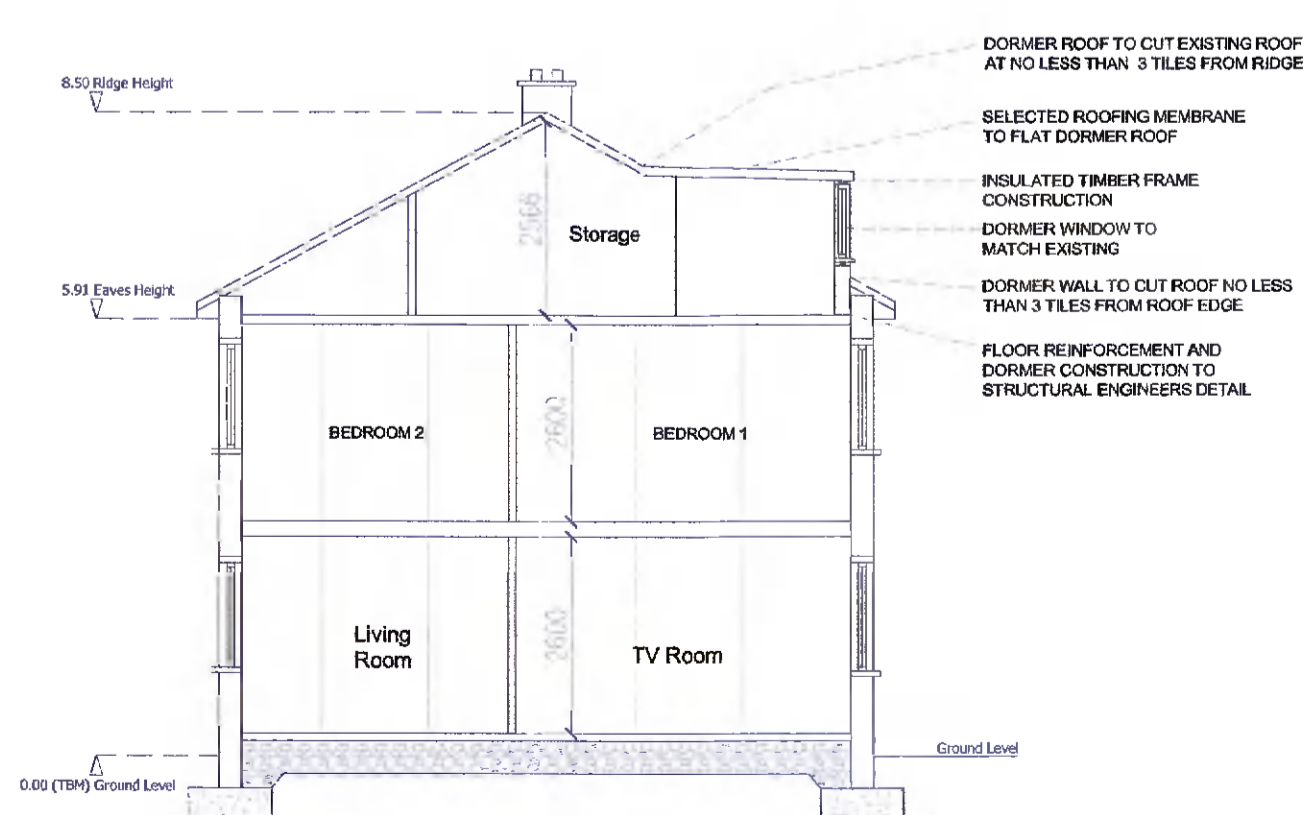 DORMER ROOF TO CUT EXISTING ROOF
AT NO LESS THAN 3 TILES FROM RIDGE
8.50 Ridge Height
SELECTED ROOFING MEMBRANE
TO FLAT DORMER ROOF
INSULATED TIMBER FRAME
CONSTRUCTION
2566
Storage
DORMER WINDOW TO
MATCH EXISTING
5.91 Eaves Height
DORMER WALL TO CUT ROOF NO LESS
THAN 3 TILES FROM ROOF EDGE
FLOOR REINFORCEMENT AND
DORMER CONSTRUCTION TO
STRUCTURAL ENGINEERS DETAIL
BEDROOM 2
2600
BEDROOM 1
Living
Room
2600
TV Room
Ground Level
0.00 (TBM) Ground Level